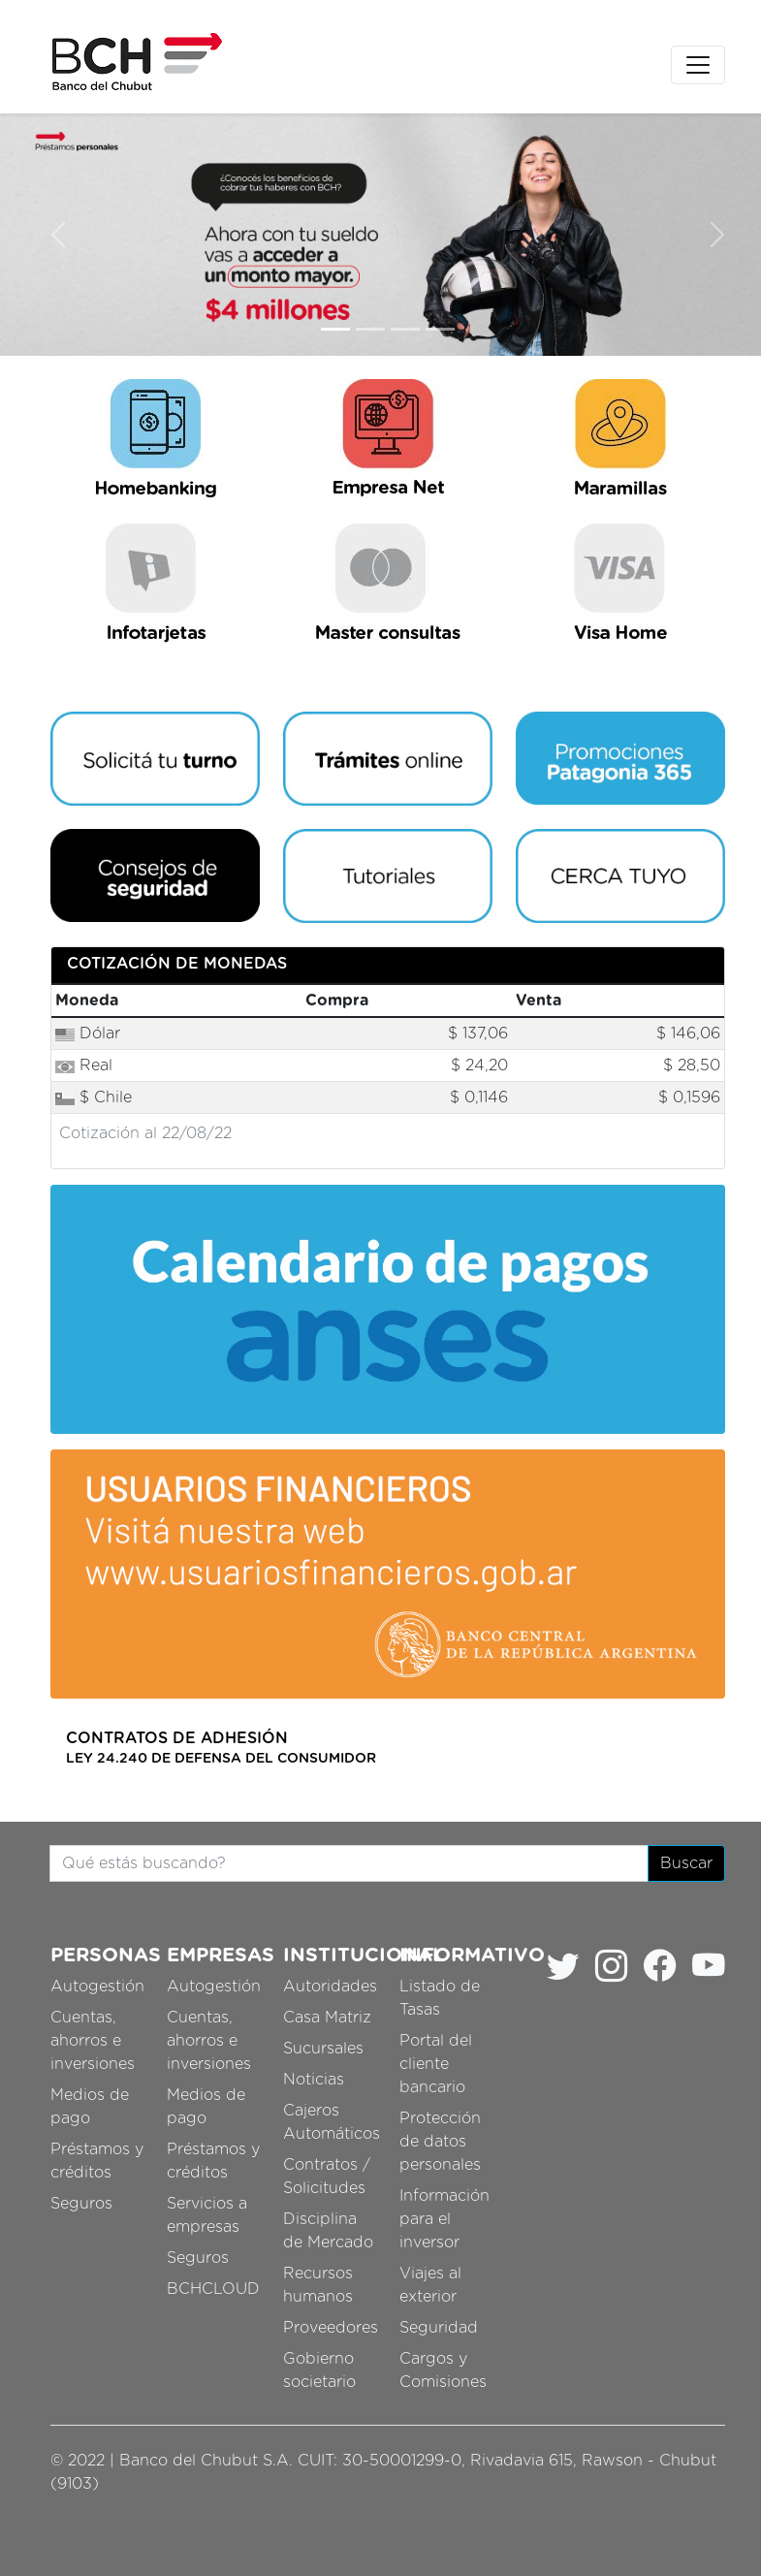 BCH
Banco del Chubut
Préstamos personales
¿Conocés los beneficios de
cobrar tus haberes con BCH?
Ahora con tu sueldo
vas a acceder a
un monto mayor.
$4 millones
Homebanking
Empresa Net
Maramillas
VISA
Infotarjetas
Master consultas
Visa Home
Solicitá tu turno
Trámites online
Promociones
Patagonia 365
Consejos de
seguridad
Tutoriales
CERCA TUYO
COTIZACIÓN DE MONEDAS
Moneda Compra Venta
Dólar $ 137,06 $ 146,06
Real $ 24,20 $ 28,50
$ Chile $ 0,1146 $ 0,1596
Cotización al 22/08/22
Calendario de pagos
anses
USUARIOS FINANCIEROS
Visitá nuestra web
www.usuariosfinancieros.gob.ar
BANCO CENTRAL
DE LA REPÚBLICA ARGENTINA
CONTRATOS DE ADHESIÓN
LEY 24.240 DE DEFENSA DEL CONSUMIDOR
Qué estás buscando?
Buscar
PERSONAS
Autogestión
Cuentas,
ahorros e
inversiones
Medios de
pago
Préstamos y
créditos
Seguros
EMPRESAS
Autogestión
Cuentas,
ahorros e
inversiones
Medios de
pago
Préstamos y
créditos
Servicios a
empresas
Seguros
BCHCLOUD
INSTITUCIONAL
Autoridades
Casa Matriz
Sucursales
Noticias
Cajeros
Automáticos
Contratos /
Solicitudes
Disciplina
de Mercado
Recursos
humanos
Proveedores
Gobierno
societario
INFORMATIVO
Listado de
Tasas
Portal del
cliente
bancario
Protección
de datos
personales
Información
para el
inversor
Viajes al
exterior
Seguridad
Cargos y
Comisiones
© 2022 | Banco del Chubut S.A. CUIT: 30-50001299-0, Rivadavia 615, Rawson - Chubut
(9103)